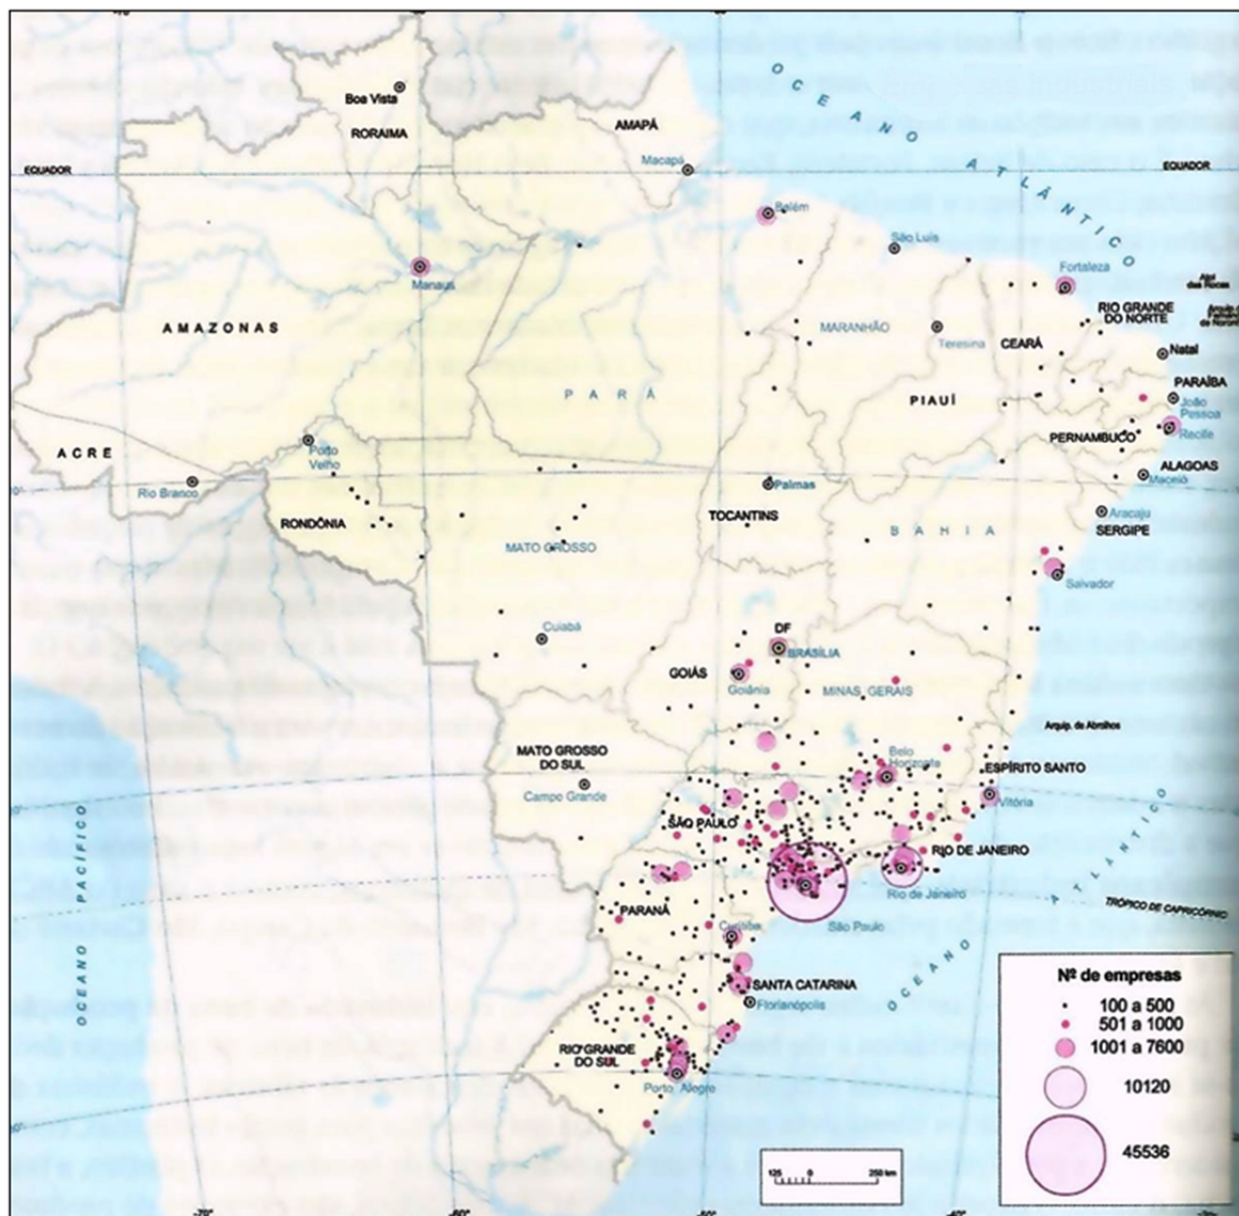 OCEANO ATLÂNTICO
Boa Vista
RORAIMA
AMAPÁ
Macapá
EQUADOR
EQUADOR
Belém
São Luís
Fortaleza
Manaus
RIO GRANDE
DO NORTE
AMAZONAS
MARANHÃO
Teresina
CEARÁ
Natal
PARÁ
PIAUÍ
PARAÍBA
João
Pessoa
Recife
PERNAMBUCO
ACRE
Porto
Velho
ALAGOAS
Maceió
Rio Branco
Palmas
RONDÔNIA
TOCANTINS
BAHIA
Aracaju
SERGIPE
MATO GROSSO
Salvador
Cuiabá
DF
BRASÍLIA
GOIÁS
Goiânia
MINAS GERAIS
Arquip. de Abrolhos
MATO GROSSO
DO SUL
Belo
Horizonte
ESPÍRITO SANTO
Campo Grande
Vitória
SÃO PAULO
OCEANO PACÍFICO
RIO DE JANEIRO
Rio de Janeiro
OCEANO ATLÂNTICO
TRÓPICO DE CAPRICÓRNIO
PARANÁ
São Paulo
Curitiba
SANTA CATARINA
Florianópolis
RIO GRANDE
DO SUL
Porto Alegre
Nº de empresas
100 a 500
501 a 1000
1001 a 7600
10120
45536
125 0 250 km